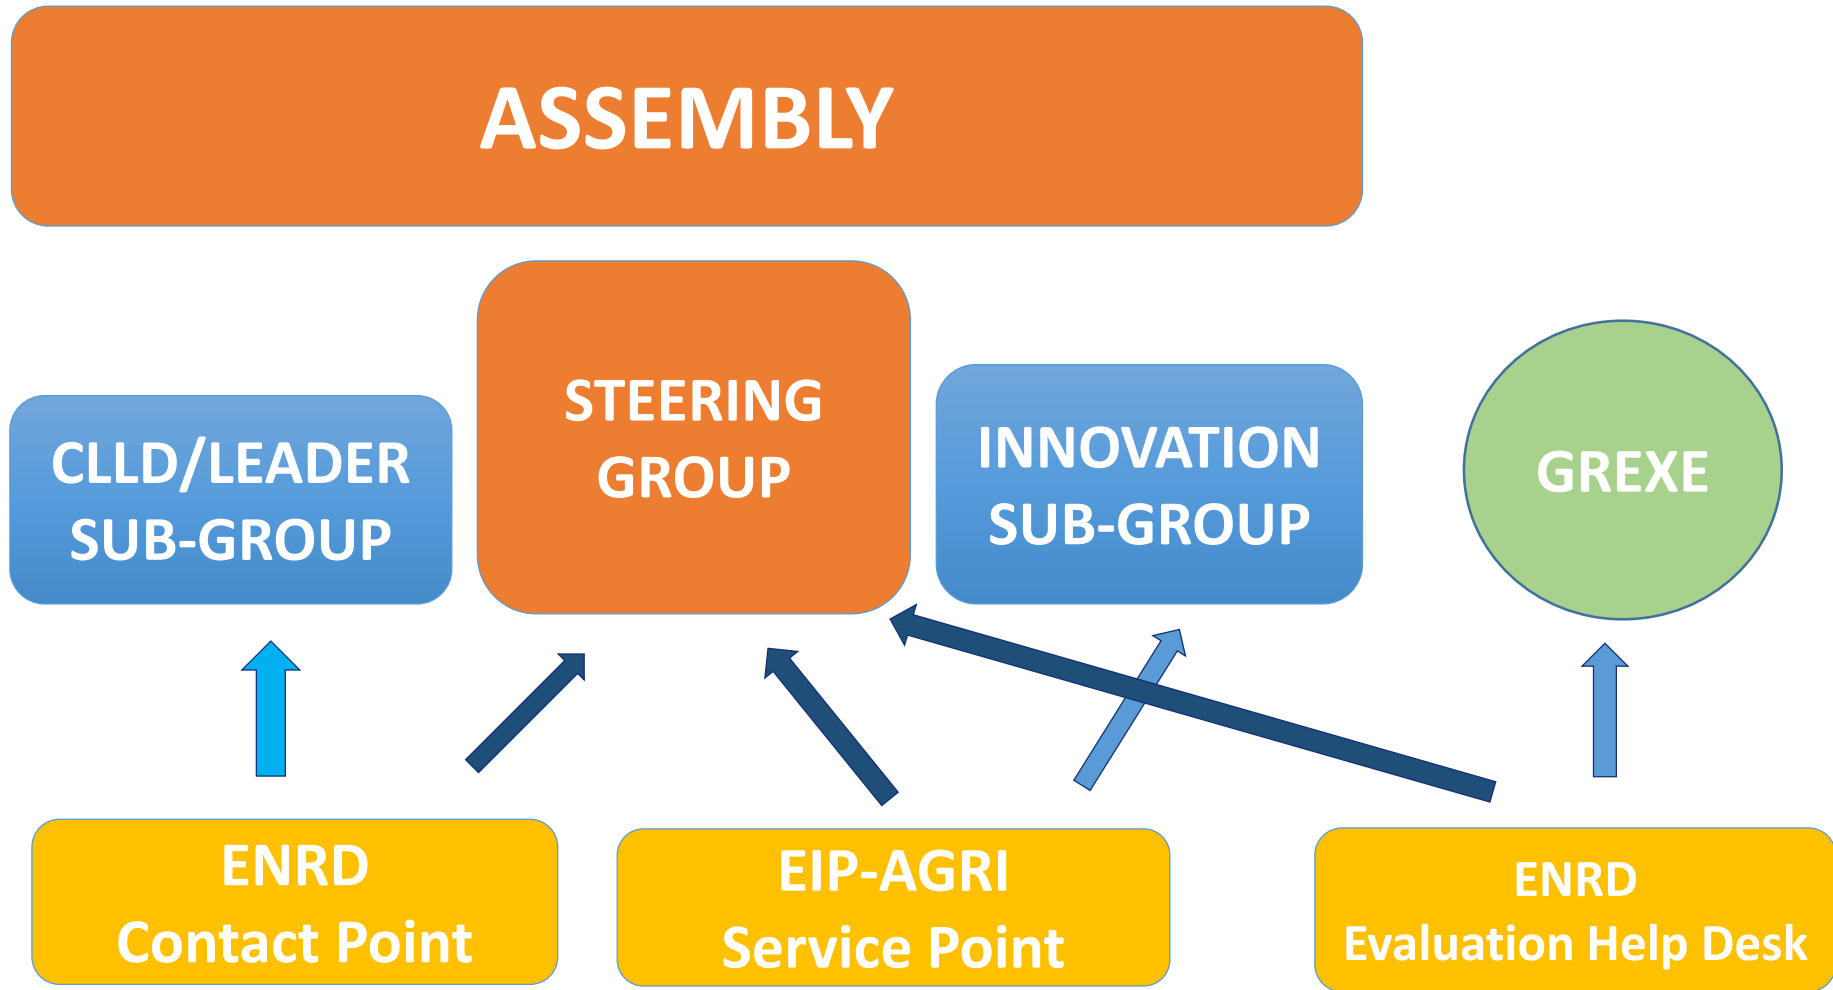 ASSEMBLY
CLLD/LEADER
SUB-GROUP
STEERING
GROUP
INNOVATION
SUB-GROUP
GREXE
ENRD
Contact Point
EIP-AGRI
Service Point
ENRD
Evaluation Help Desk